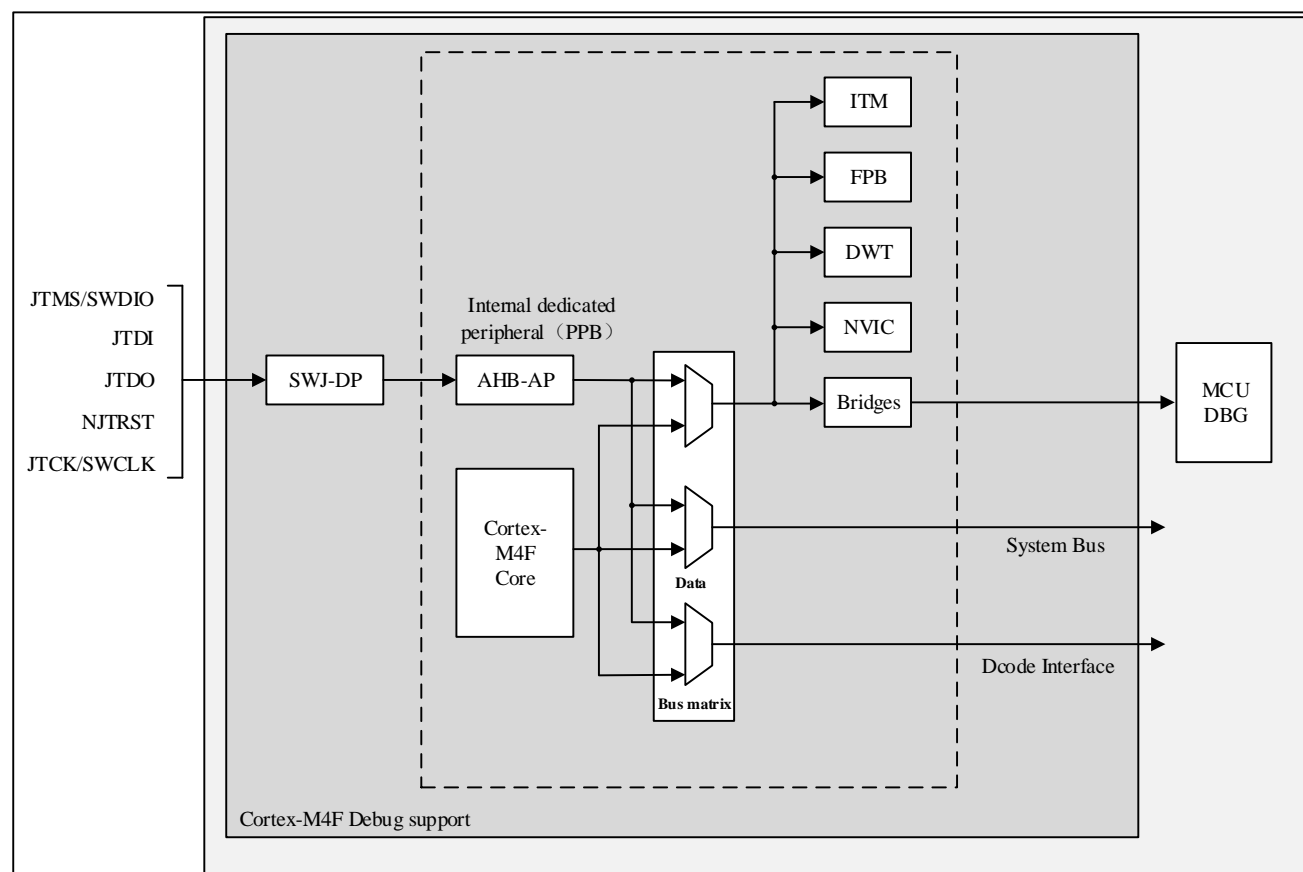 ITM
FPB
DWT
NVIC
Bridges
JTMS/SWDIO
JTDI
JTDO
NJTRST
JTCK/SWCLK
SWJ-DP
Internal dedicated
peripheral（PPB）
AHB-AP
Cortex-
M4F
Core
Data
Bus matrix
MCU
DBG
System Bus
Dcode Interface
Cortex-M4F Debug support